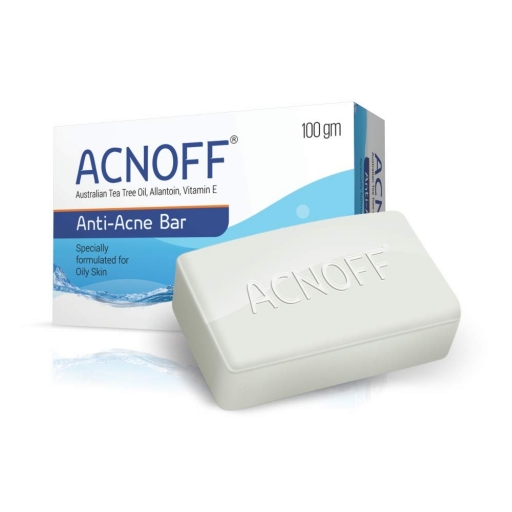 100 gm
ACNOFF®
Australian Tea Tree Oil, Allantoin, Vitamin E
Anti-Acne Bar
Specially
formulated for
Oily Skin
ACNOFF